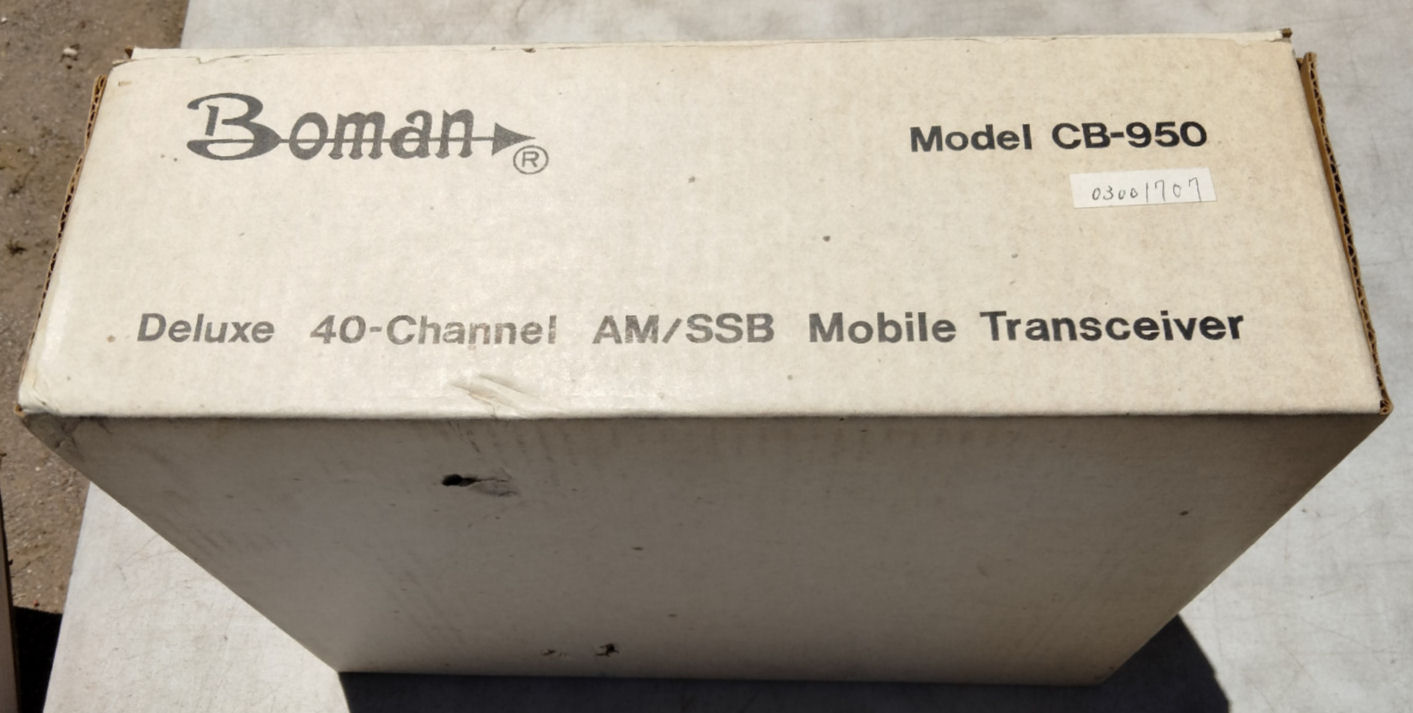 Boman®
Model CB-950
03001707
Deluxe 40-Channel AM/SSB Mobile Transceiver